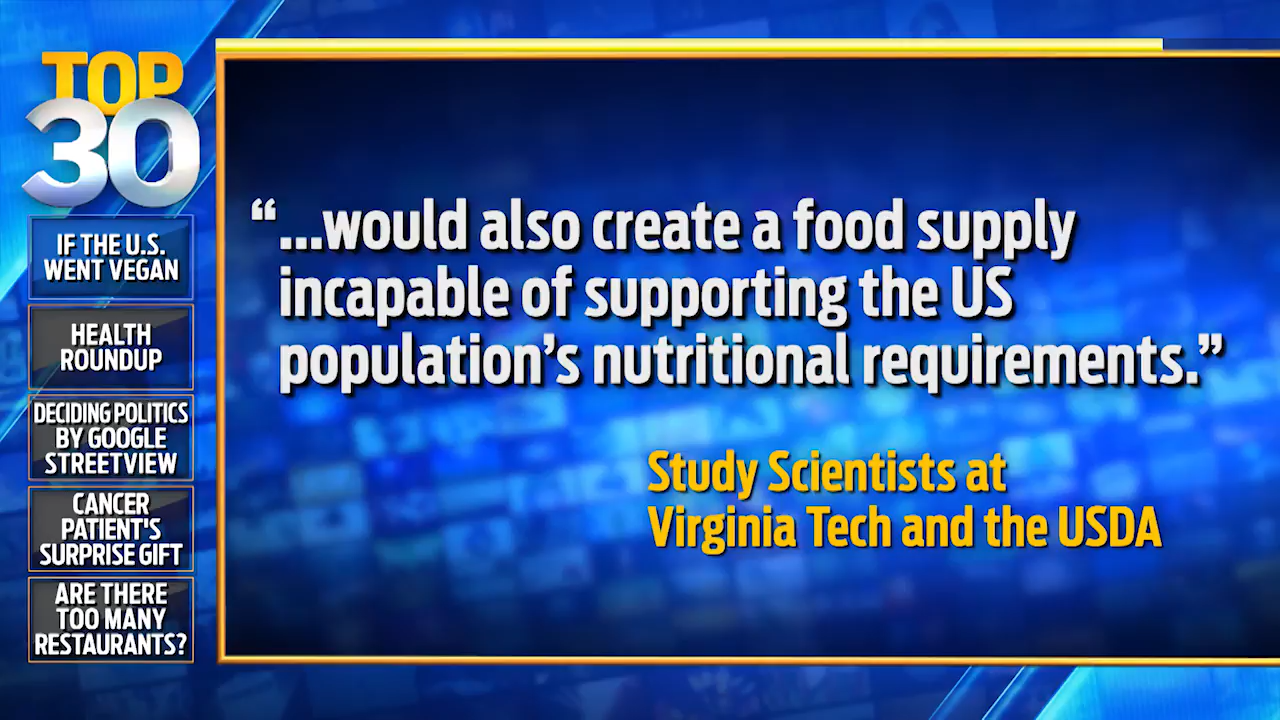 TOP
30
IF THE U.S.
WENT VEGAN
HEALTH
ROUNDUP
DECIDING POLITICS
BY GOOGLE
STREETVIEW
CANCER
PATIENT'S
SURPRISE GIFT
ARE THERE
TOO MANY
RESTAURANTS?
“...would also create a food supply
incapable of supporting the US
population’s nutritional requirements.”
Study Scientists at
Virginia Tech and the USDA